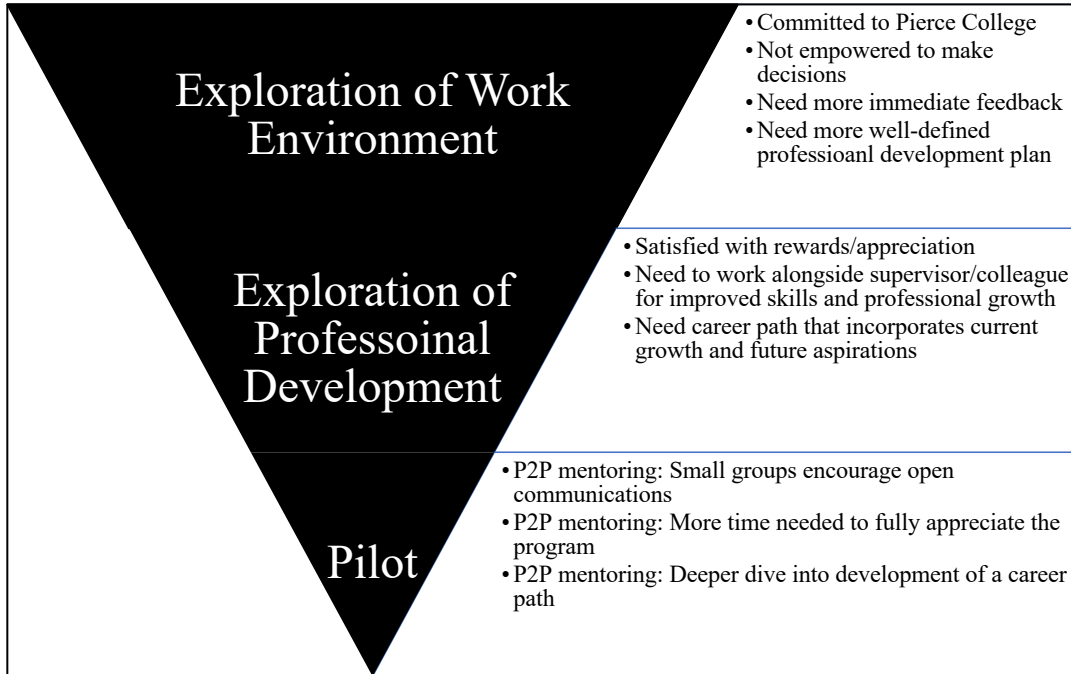 Exploration of Work
Environment
• Committed to Pierce College
• Not empowered to make
decisions
• Need more immediate feedback
• Need more well-defined
professioanl development plan
Exploration of
Professoinal
Development
• Satisfied with rewards/appreciation
• Need to work alongside supervisor/colleague
for improved skills and professional growth
• Need career path that incorporates current
growth and future aspirations
Pilot
• P2P mentoring: Small groups encourage open
communications
• P2P mentoring: More time needed to fully appreciate the
program
• P2P mentoring: Deeper dive into development of a career
path